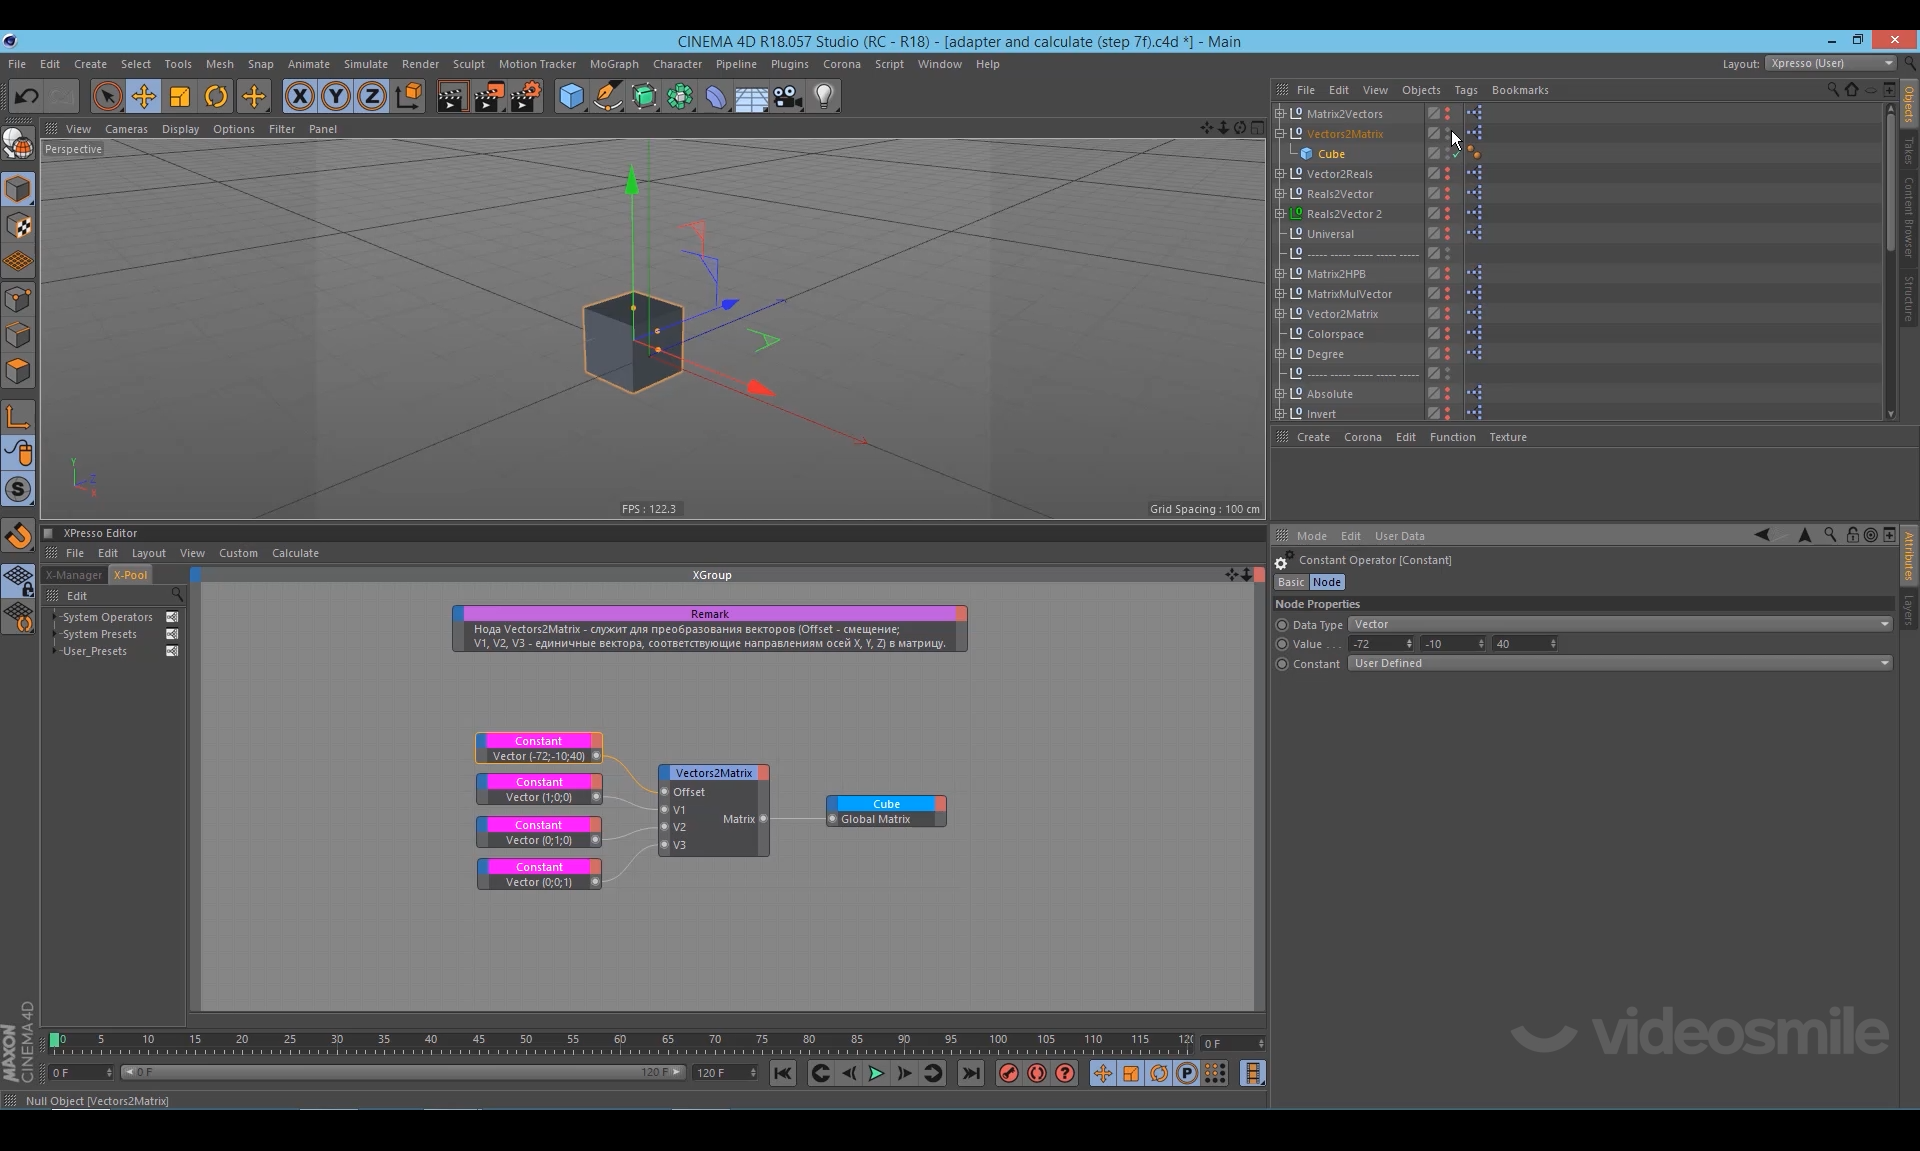 CINEMA 4D R18.057 Studio (RC - R18) - [adapter and calculate (step 7f).c4d *] - Main
File Edit Create Select Tools Mesh Snap Animate Simulate Render Sculpt Motion Tracker MoGraph Character Pipeline Plugins Corona Script Window Help
Layout: Xpresso (User)
X Y Z
View Cameras Display Options Filter Panel
Perspective
Y
Z
X
FPS : 122.3
Grid Spacing : 100 cm
S
File Edit View Objects Tags Bookmarks
Matrix2Vectors
Vectors2Matrix
Cube
Vector2Reals
Reals2Vector
Reals2Vector 2
Universal
----- ----- ----- ----- -----
Matrix2HPB
MatrixMulVector
Vector2Matrix
Colorspace
Degree
----- ----- ----- ----- -----
Absolute
Invert
Objects
Takes
Content Browser
Structure
Create Corona Edit Function Texture
Mode Edit User Data
Constant Operator [Constant]
Basic Node
Node Properties
Data Type Vector
Value . . . -72 -10 40
Constant User Defined
Attributes
Layers
XPresso Editor
File Edit Layout View Custom Calculate
X-Manager X-Pool
Edit
System Operators
System Presets
User_Presets
XGroup
Remark
Нода Vectors2Matrix - служит для преобразования векторов (Offset - смещение;
V1, V2, V3 - единичные вектора, соответствующие направлениям осей X, Y, Z) в матрицу.
Constant
Vector (-72;-10;40)
Constant
Vector (1;0;0)
Constant
Vector (0;1;0)
Constant
Vector (0;0;1)
Vectors2Matrix
Offset
V1
V2
V3
Matrix
Cube
Global Matrix
0 5 10 15 20 25 30 35 40 45 50 55 60 65 70 75 80 85 90 95 100 105 110 115 120
0 F
0 F 0 F 120 F 120 F
?
P
Null Object [Vectors2Matrix]
MAXON
CINEMA 4D
videosmile